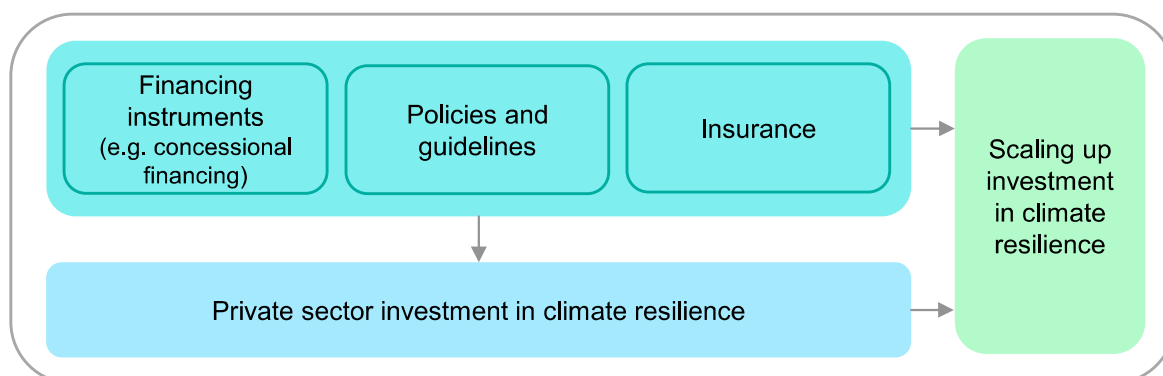 Financing
instruments
(e.g. concessional
financing)
Policies and
guidelines
Insurance
Scaling up
investment
in climate
resilience
Private sector investment in climate resilience